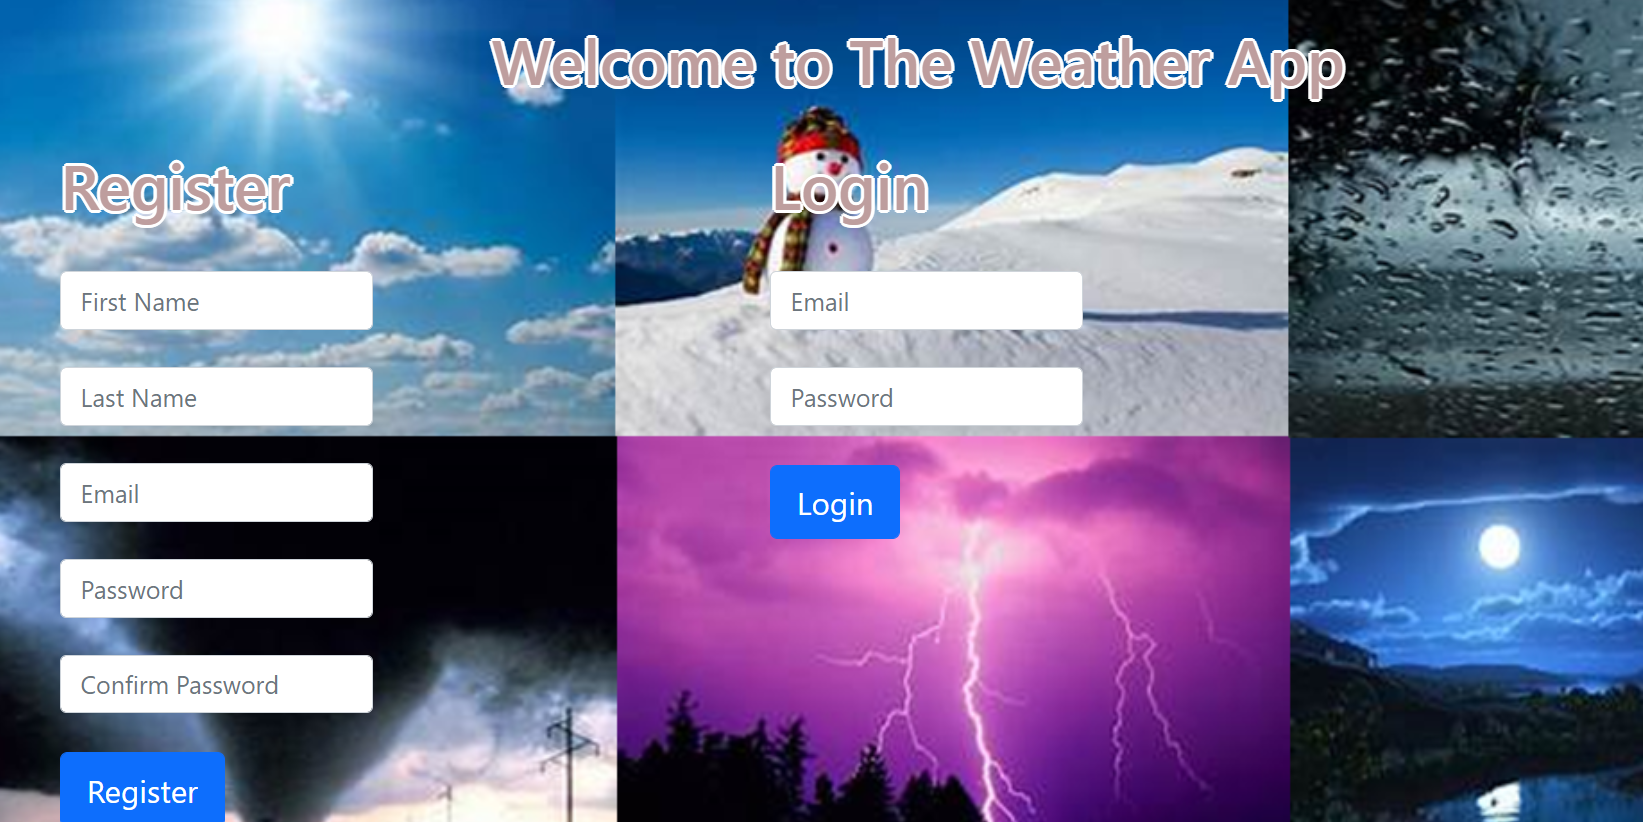 Welcome to The Weather App
Register
First Name
Last Name
Email
Password
Confirm Password
Register
Login
Email
Password
Login